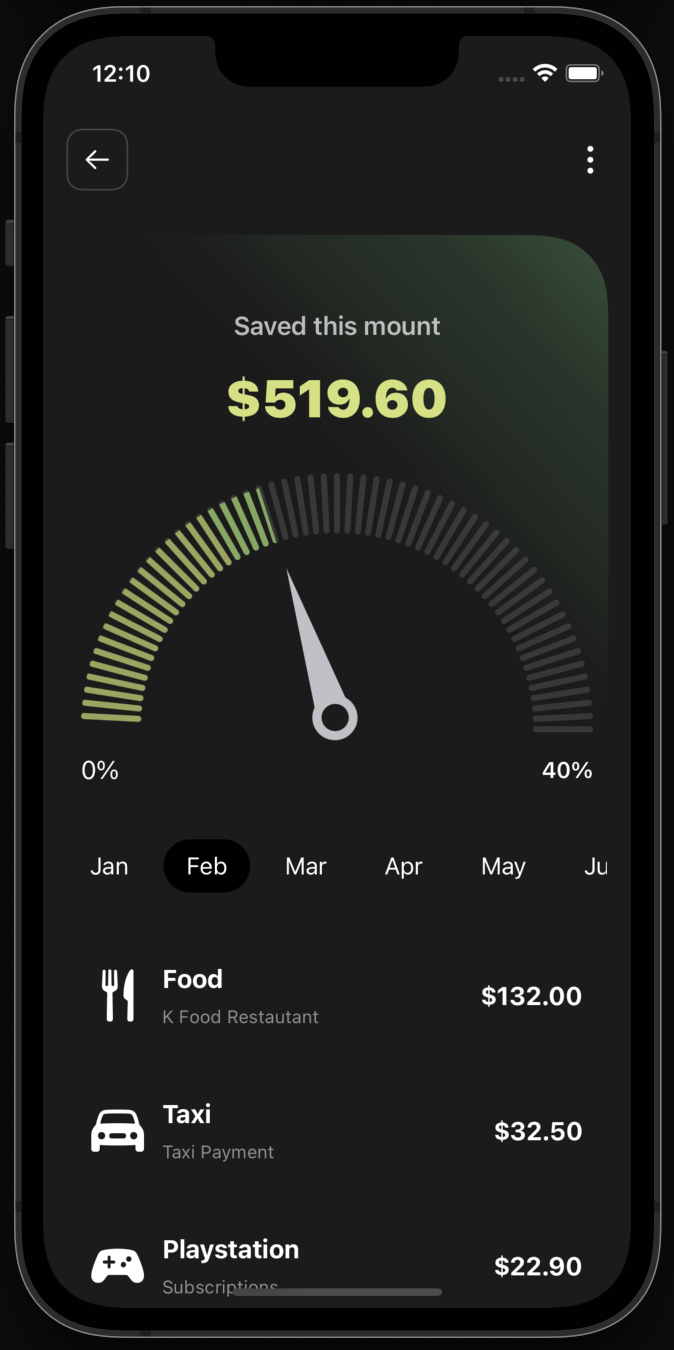 12:10
Saved this mount
$519.60
0%
40%
Jan Feb Mar Apr May Ju
Food
K Food Restautant
$132.00
Taxi
Taxi Payment
$32.50
Playstation
Subscriptions
$22.90